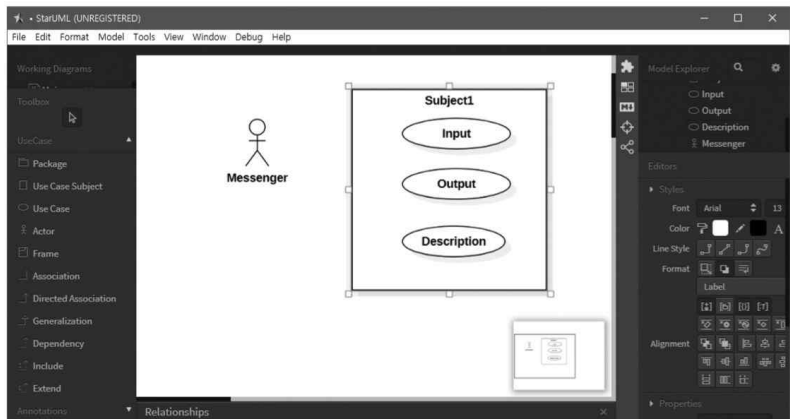 • StarUML (UNREGISTERED)
File Edit Format Model Tools View Window Debug Help
Working Diagrams
Toolbox
UseCase
Package
Use Case Subject
Use Case
Actor
Frame
Association
Directed Association
Generalization
Dependency
Include
Extend
Annotations
Messenger
Subject1
Input
Output
Description
Relationships
Model Explorer
Input
Output
Description
Messenger
Editors
Styles
Font Arial 13
Color A
Line Style
Format
Label
Alignment
Properties